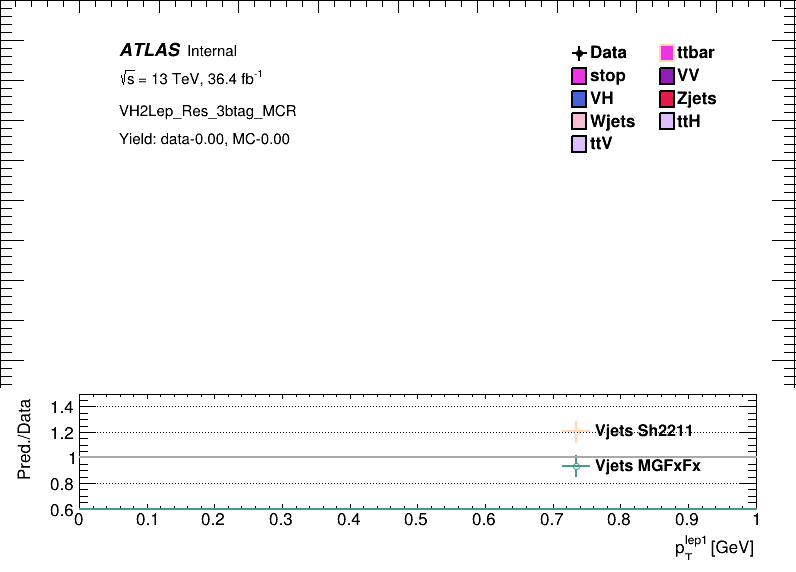 ATLAS Internal
√s = 13 TeV, 36.4 fb⁻¹
VH2Lep_Res_3btag_MCR
Yield: data-0.00, MC-0.00
Data ttbar
stop VV
VH Zjets
Wjets ttH
ttV
Pred./Data
1.4
1.2
1
0.8
0.6
Vjets Sh2211
Vjets MGFxFx
0 0.1 0.2 0.3 0.4 0.5 0.6 0.7 0.8 0.9 1
p_T^lep1 [GeV]